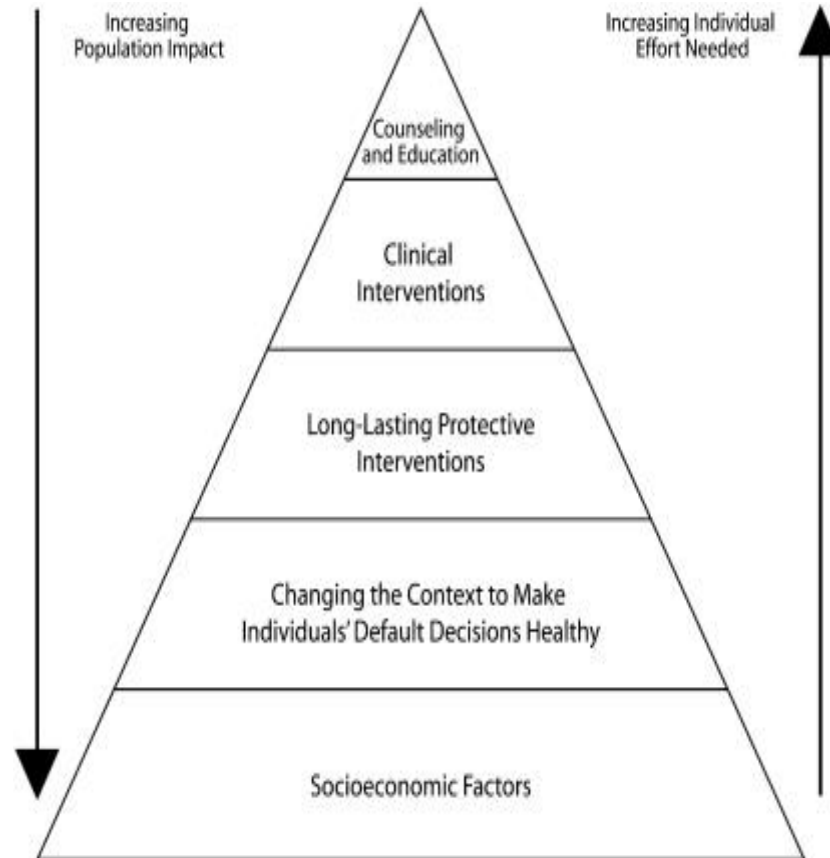 Increasing
Population Impact
Increasing Individual
Effort Needed
Counseling
and Education
Clinical
Interventions
Long-Lasting Protective
Interventions
Changing the Context to Make
Individuals’ Default Decisions Healthy
Socioeconomic Factors